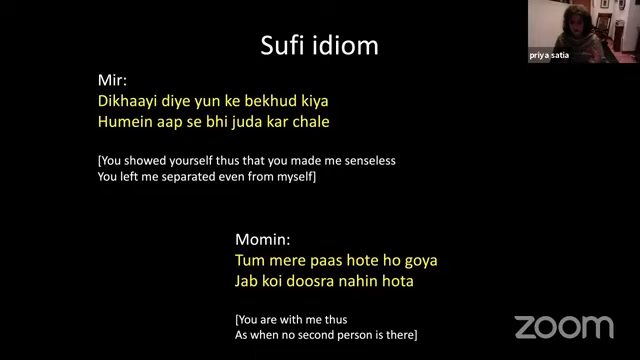 Sufi idiom
priya satia
Mir:
Dikhaayi diye yun ke bekhud kiya
Humein aap se bhi juda kar chale
[You showed yourself thus that you made me senseless
You left me separated even from myself]
Momin:
Tum mere paas hote ho goya
Jab koi doosra nahin hota
[You are with me thus
As when no second person is there]
zoom